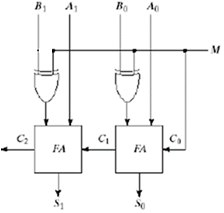 B₁ A₁ B₀ A₀
M
C₂ FA C₁ FA C₀
S₁ S₀